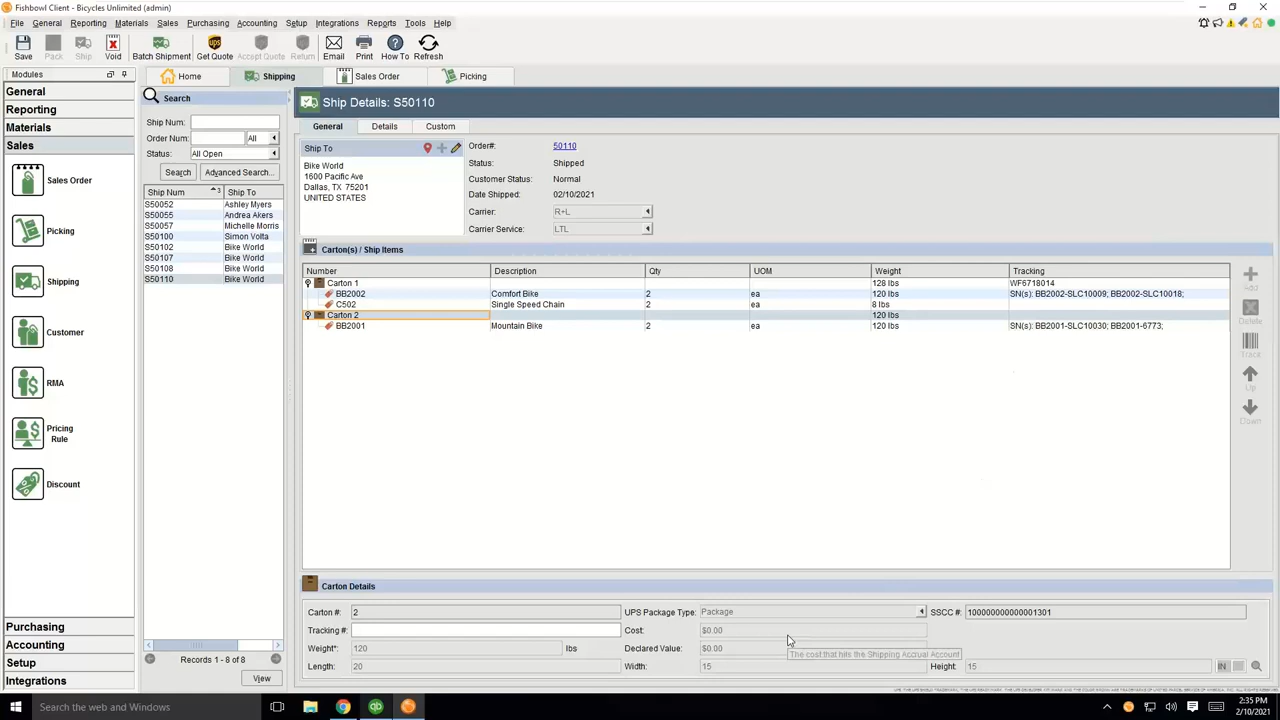 Fishbowl Client - Bicycles Unlimited (admin)
File General Reporting Materials Sales Purchasing Accounting Setup Integrations Reports Tools Help
Save Pack Ship Void Batch Shipment Get Quote Accept Quote Return Email Print How To Refresh
Modules
Home Shipping Sales Order Picking
General
Reporting
Materials
Sales
Sales Order
Picking
Shipping
Customer
RMA
Pricing
Rule
Discount
Purchasing
Accounting
Setup
Integrations
Search
Ship Num:
Order Num: All
Status: All Open
Search Advanced Search...
Ship Num 3 Ship To
S50052 Ashley Myers
S50055 Andrea Akers
S50057 Michelle Morris
S50100 Simon Volta
S50102 Bike World
S50107 Bike World
S50108 Bike World
S50110 Bike World
Records 1 - 8 of 8
View
Ship Details: S50110
General Details Custom
Ship To
Bike World
1600 Pacific Ave
Dallas, TX 75201
UNITED STATES
Order#: 50110
Status: Shipped
Customer Status: Normal
Date Shipped: 02/10/2021
Carrier: R+L
Carrier Service: LTL
Carton(s) / Ship Items
Number Description Qty UOM Weight Tracking
Carton 1 128 lbs WF6718014
BB2002 Comfort Bike 2 ea 120 lbs SN(s): BB2002-SLC10009; BB2002-SLC10018;
C502 Single Speed Chain 2 ea 8 lbs
Carton 2 120 lbs
BB2001 Mountain Bike 2 ea 120 lbs SN(s): BB2001-SLC10030; BB2001-6773;
Add
Delete
Track
Up
Down
Carton Details
Carton #: 2 UPS Package Type: Package SSCC #: 100000000000001301
Tracking #: Cost: $0.00
Weight*: 120 lbs Declared Value: $0.00
The cost that hits the Shipping Accrual Account
Length: 20 Width: 15 Height: 15 IN
Search the web and Windows
2:35 PM
2/10/2021